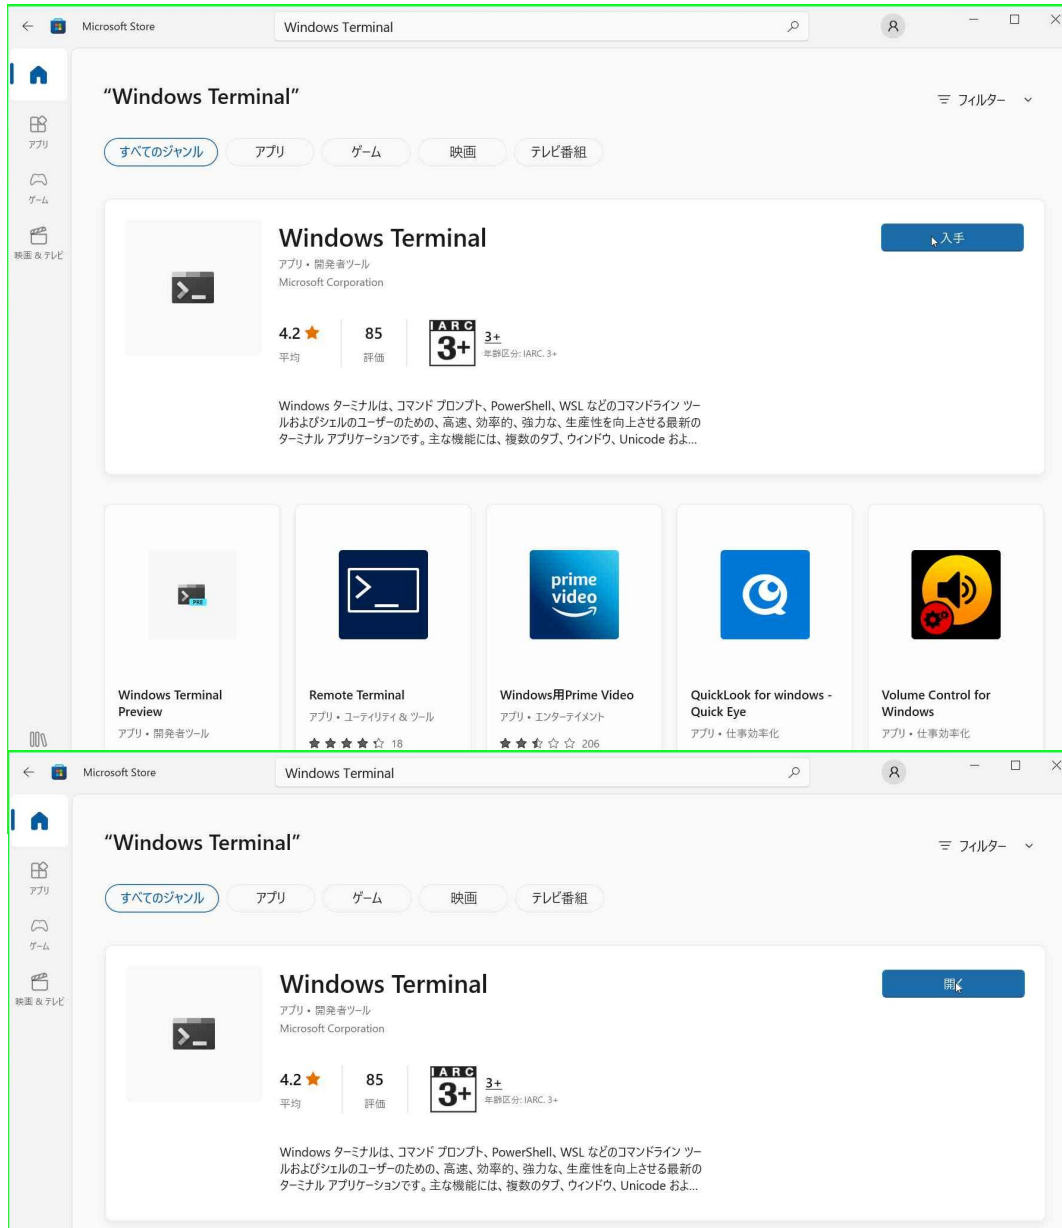 Microsoft Store
Windows Terminal
“Windows Terminal”
フィルター
すべてのジャンル アプリ ゲーム 映画 テレビ番組
アプリ
ゲーム
映画 & テレビ
Windows Terminal
入手
アプリ • 開発者ツール
Microsoft Corporation
4.2 85 IARC 3+ 3+
平均 評価 年齢区分: IARC. 3+
Windows ターミナルは、コマンド プロンプト、PowerShell、WSL などのコマンドライン ツー
ルおよびシェルのユーザーのための、高速、効率的、強力な、生産性を向上させる最新の
ターミナル アプリケーションです。主な機能には、複数のタブ、ウィンドウ、Unicode およ...
PRE
prime
video
Windows Terminal
Preview
アプリ • 開発者ツール
Remote Terminal
アプリ • ユーティリティ & ツール
18
Windows用Prime Video
アプリ • エンターテイメント
206
QuickLook for windows -
Quick Eye
アプリ • 仕事効率化
Volume Control for
Windows
アプリ • 仕事効率化
Microsoft Store
Windows Terminal
“Windows Terminal”
フィルター
すべてのジャンル アプリ ゲーム 映画 テレビ番組
アプリ
ゲーム
映画 & テレビ
Windows Terminal
開く
アプリ • 開発者ツール
Microsoft Corporation
4.2 85 IARC 3+ 3+
平均 評価 年齢区分: IARC. 3+
Windows ターミナルは、コマンド プロンプト、PowerShell、WSL などのコマンドライン ツー
ルおよびシェルのユーザーのための、高速、効率的、強力な、生産性を向上させる最新の
ターミナル アプリケーションです。主な機能には、複数のタブ、ウィンドウ、Unicode およ...